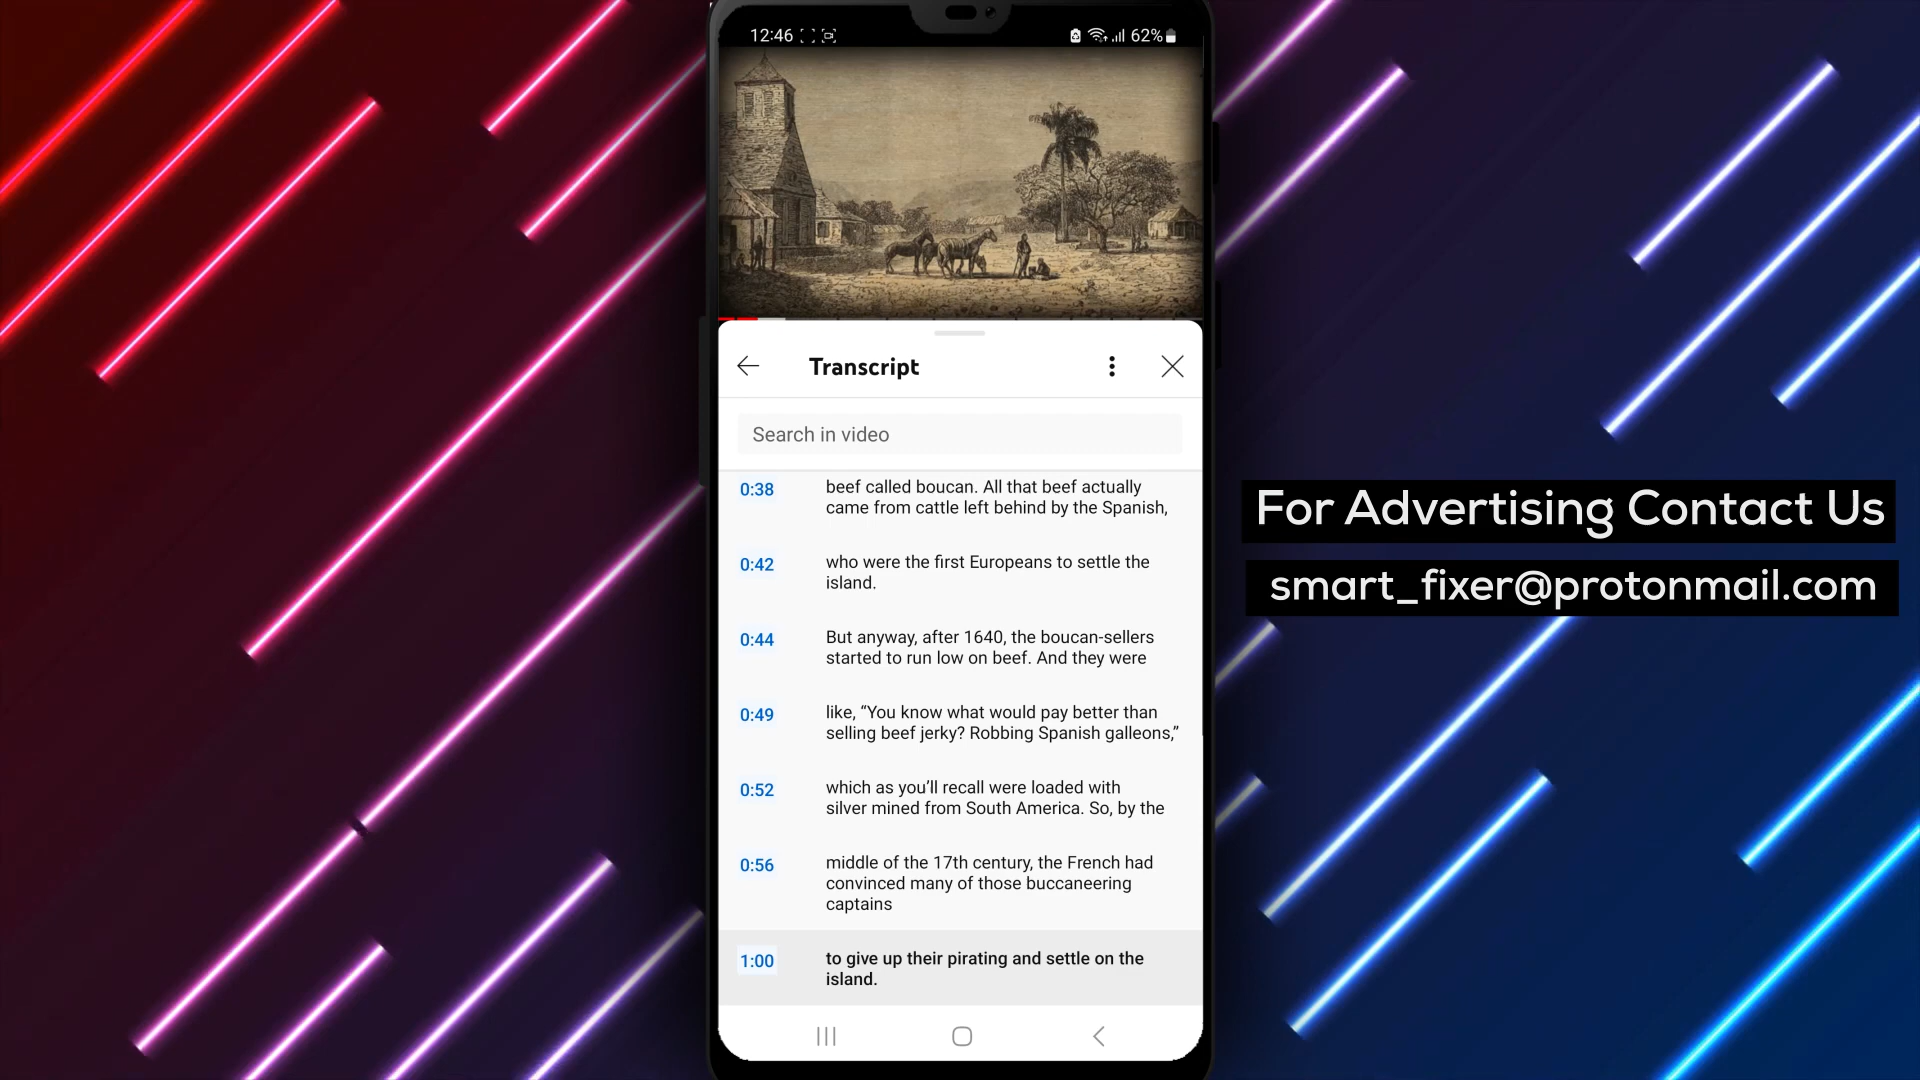 12:46
62%
Transcript
Search in video
0:38
beef called boucan. All that beef actually
came from cattle left behind by the Spanish,
0:42
who were the first Europeans to settle the
island.
0:44
But anyway, after 1640, the boucan-sellers
started to run low on beef. And they were
0:49
like, “You know what would pay better than
selling beef jerky? Robbing Spanish galleons,”
0:52
which as you’ll recall were loaded with
silver mined from South America. So, by the
0:56
middle of the 17th century, the French had
convinced many of those buccaneering
captains
1:00
to give up their pirating and settle on the
island.
For Advertising Contact Us
smart_fixer@protonmail.com